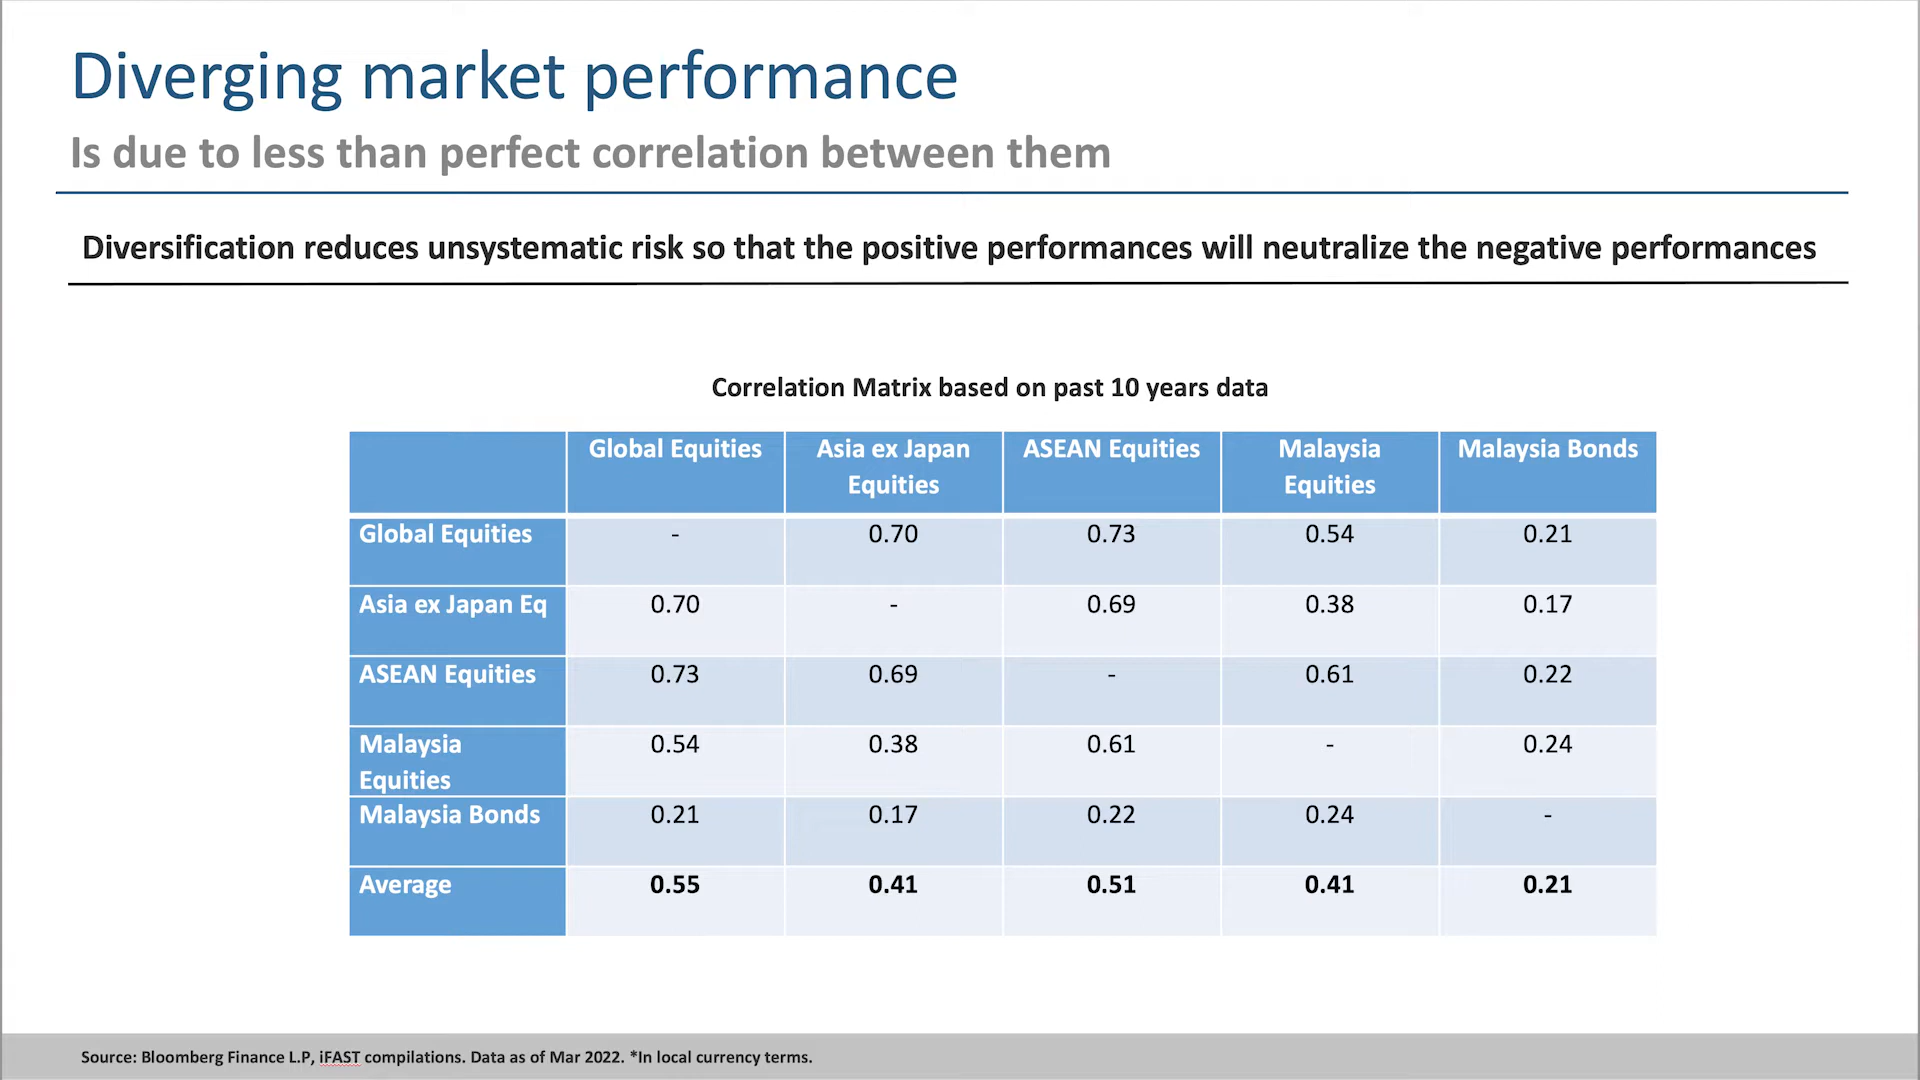 Diverging market performance
Is due to less than perfect correlation between them
Diversification reduces unsystematic risk so that the positive performances will neutralize the negative performances
Correlation Matrix based on past 10 years data
Global Equities Asia ex Japan Equities ASEAN Equities Malaysia Equities Malaysia Bonds
Global Equities - 0.70 0.73 0.54 0.21
Asia ex Japan Eq 0.70 - 0.69 0.38 0.17
ASEAN Equities 0.73 0.69 - 0.61 0.22
Malaysia Equities 0.54 0.38 0.61 - 0.24
Malaysia Bonds 0.21 0.17 0.22 0.24 -
Average 0.55 0.41 0.51 0.41 0.21
Source: Bloomberg Finance L.P, iFAST compilations. Data as of Mar 2022. *In local currency terms.